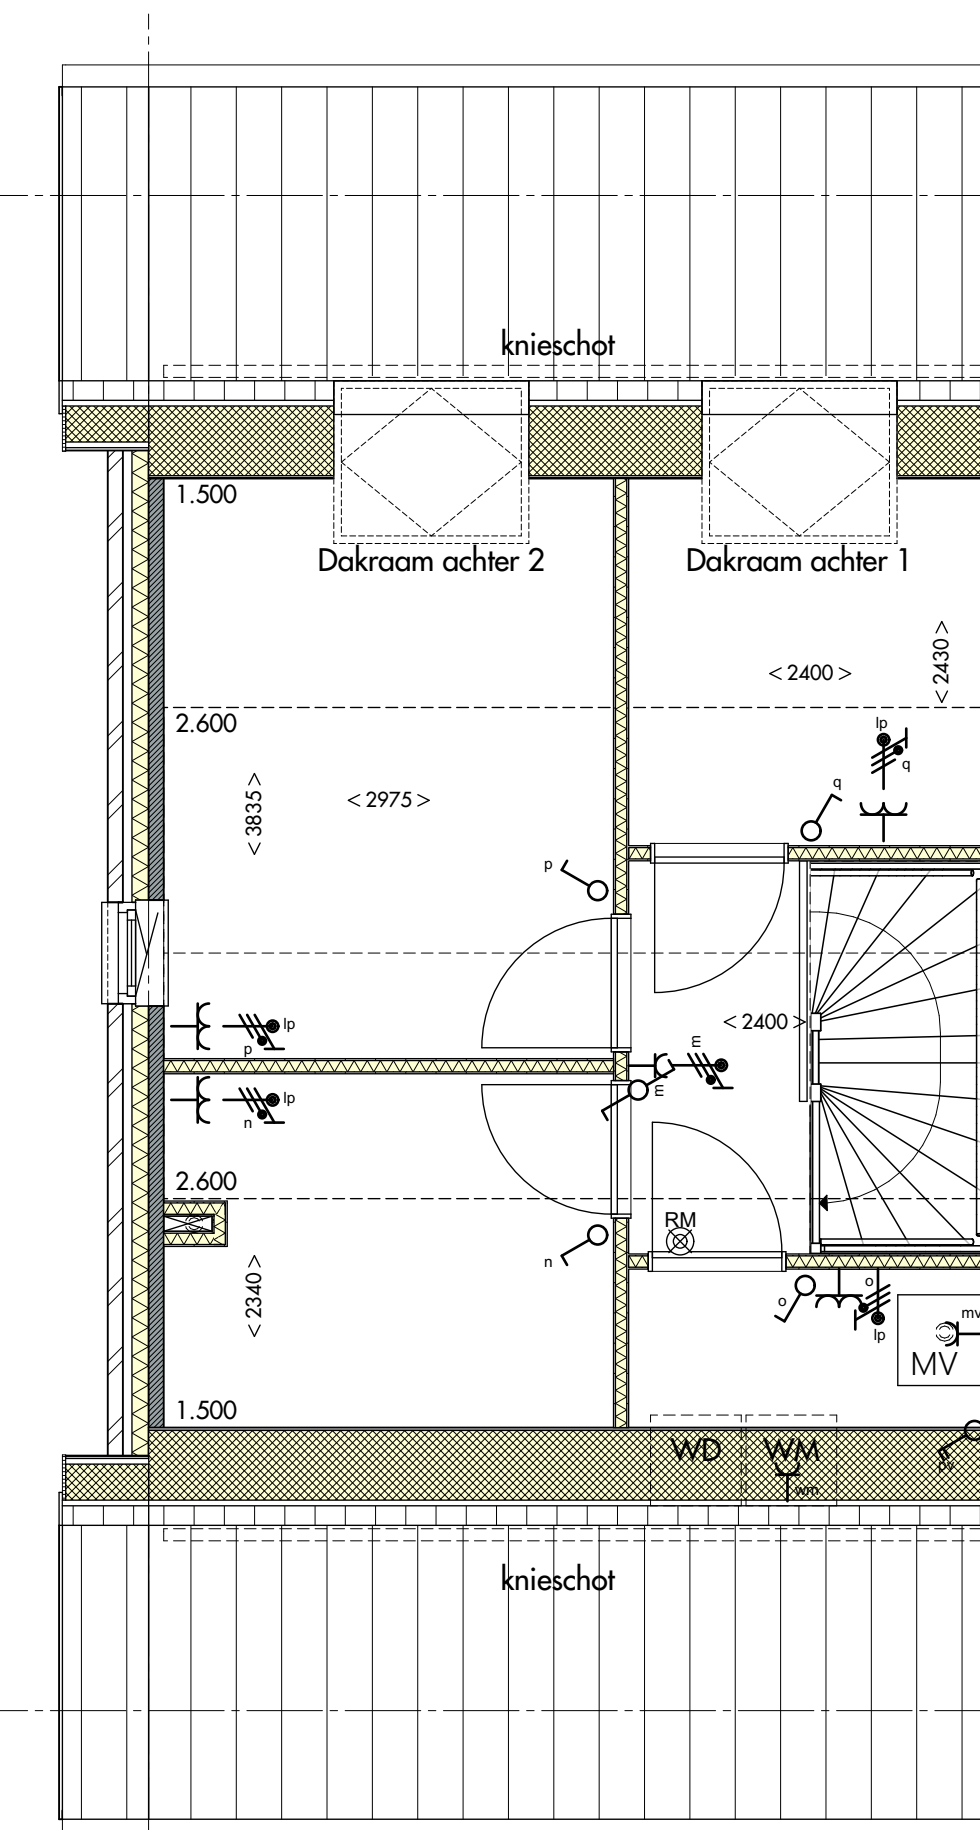 knieschot
1.500
Dakraam achter 2
Dakraam achter 1
<2400>
<2430>
2.600
lp
q
q
<3835>
<2975>
p
lp
p
<2400>
m
m
lp
n
2.600
RM
n
<2340>
o
o
lp
mv
MV
1.500
WD
WM
wm
knieschot